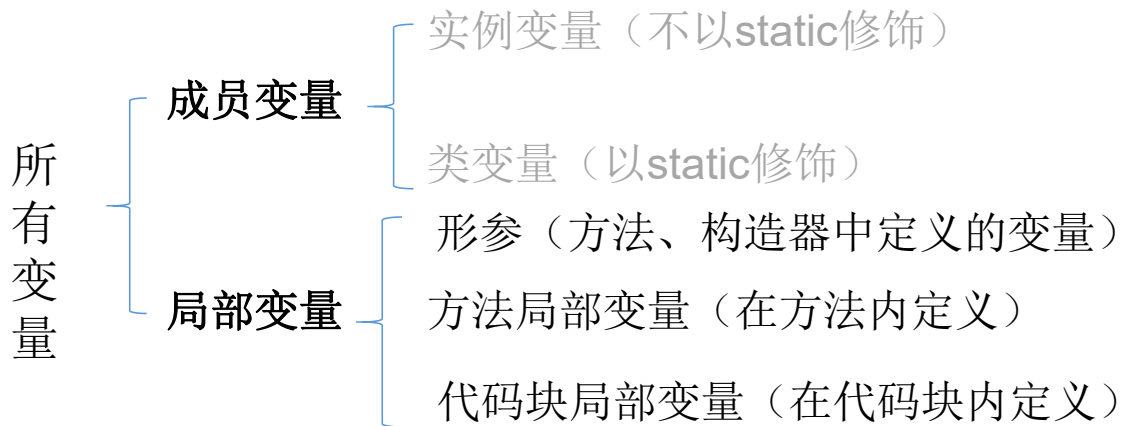 所有变量
成员变量
实例变量（不以static修饰）
类变量（以static修饰）
局部变量
形参（方法、构造器中定义的变量）
方法局部变量（在方法内定义）
代码块局部变量（在代码块内定义）